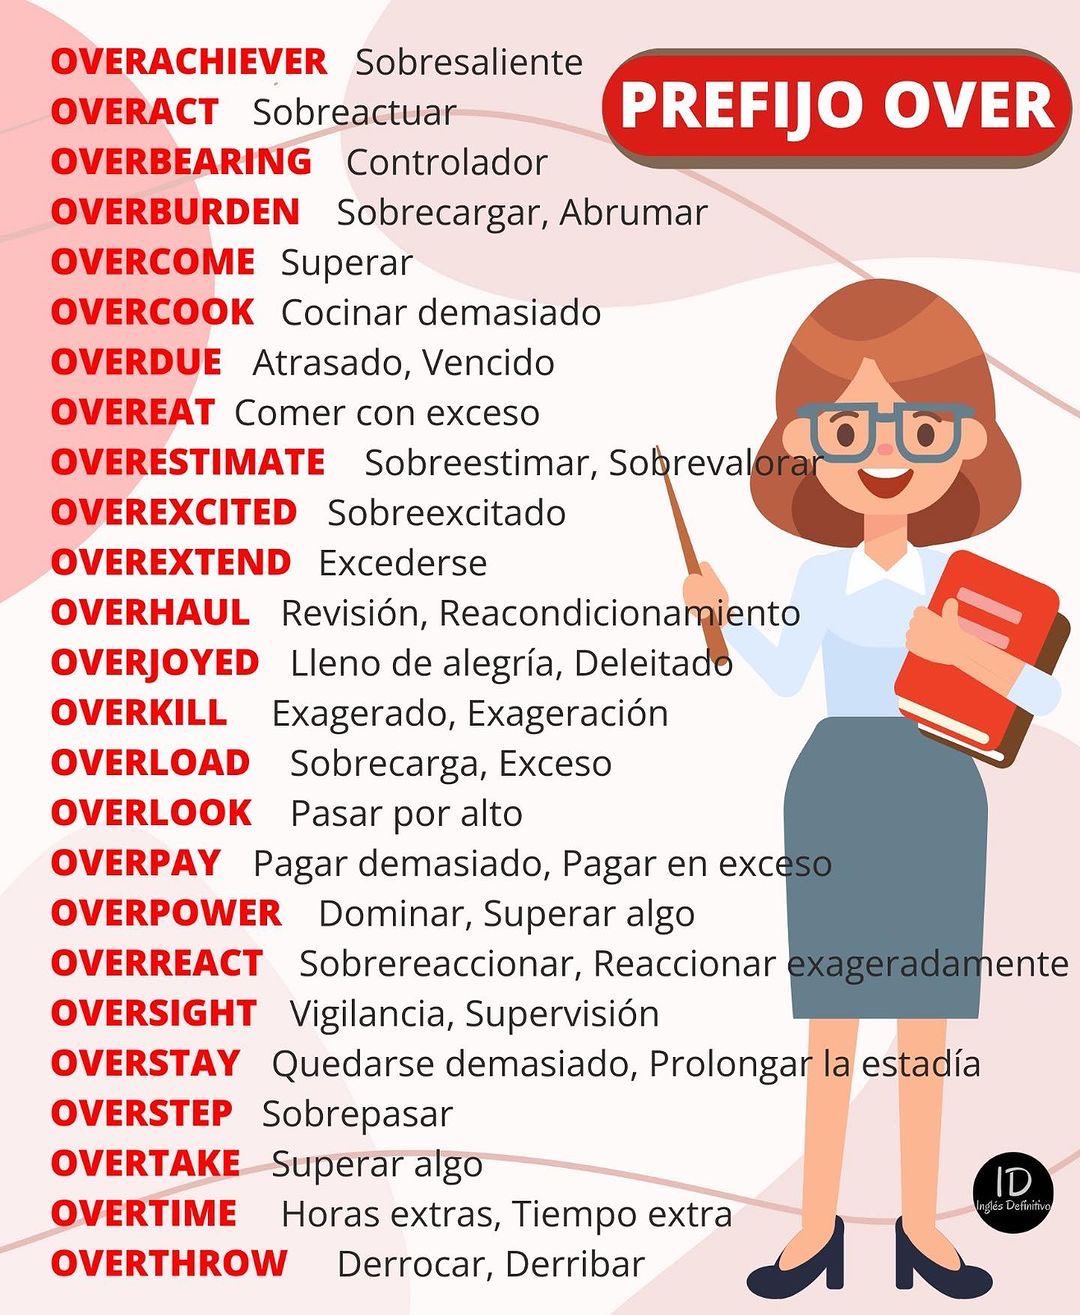 PREFIJO OVER
OVERACHIEVER Sobresaliente
OVERACT Sobreactuar
OVERBEARING Controlador
OVERBURDEN Sobrecargar, Abrumar
OVERCOME Superar
OVERCOOK Cocinar demasiado
OVERDUE Atrasado, Vencido
OVEREAT Comer con exceso
OVERESTIMATE Sobreestimar, Sobrevalorar
OVEREXCITED Sobreexcitado
OVEREXTEND Excederse
OVERHAUL Revisión, Reacondicionamiento
OVERJOYED Lleno de alegría, Deleitado
OVERKILL Exagerado, Exageración
OVERLOAD Sobrecarga, Exceso
OVERLOOK Pasar por alto
OVERPAY Pagar demasiado, Pagar en exceso
OVERPOWER Dominar, Superar algo
OVERREACT Sobrereaccionar, Reaccionar exageradamente
OVERSIGHT Vigilancia, Supervisión
OVERSTAY Quedarse demasiado, Prolongar la estadía
OVERSTEP Sobrepasar
OVERTAKE Superar algo
OVERTIME Horas extras, Tiempo extra
OVERTHROW Derrocar, Derribar
ID
Inglés Definitivo